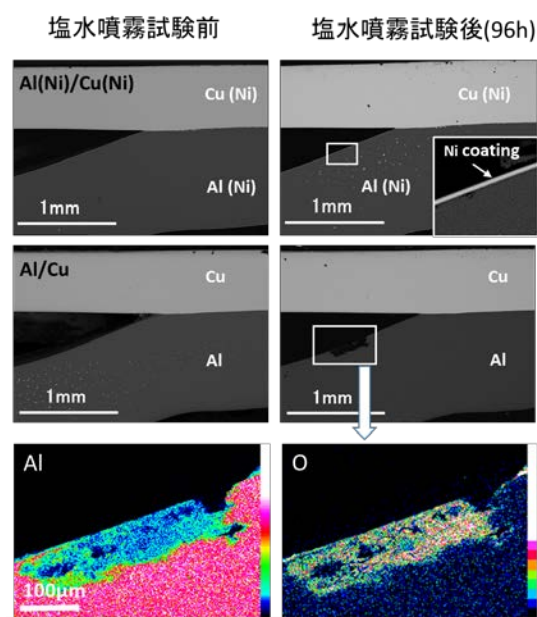 塩水噴霧試験前
塩水噴霧試験後(96h)
Al(Ni)/Cu(Ni)
Cu (Ni)
Al (Ni)
1mm
Cu (Ni)
Ni coating
Al (Ni)
1mm
Al/Cu
Cu
Al
1mm
Cu
Al
1mm
Al
100μm
O